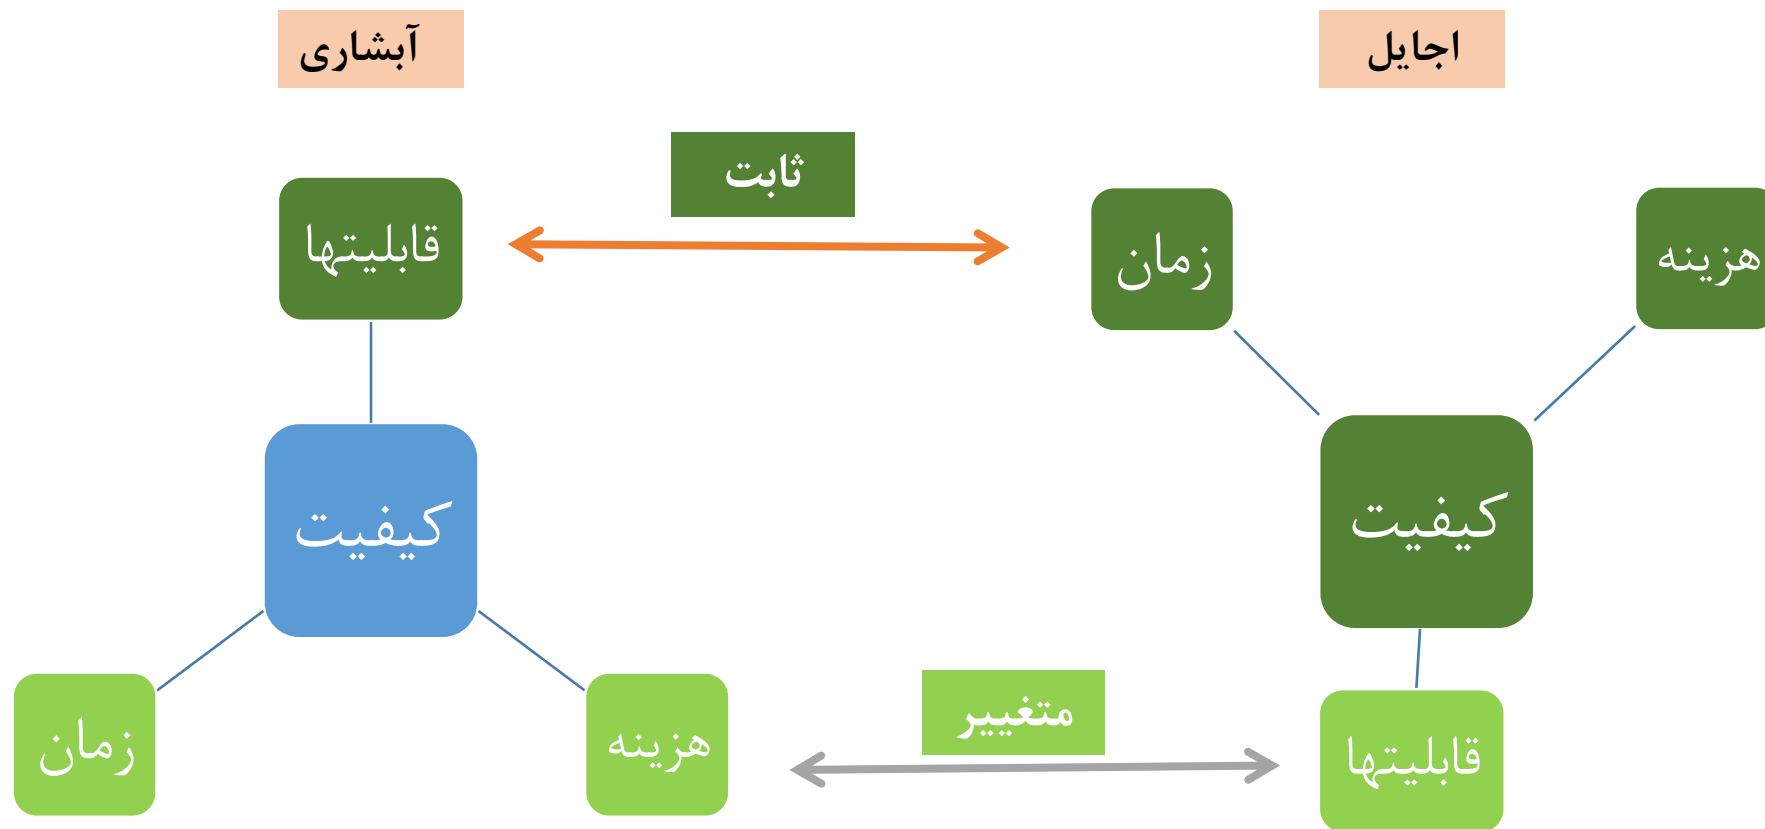 اجایل
آبشاری
ثابت
هزینه
زمان
قابلیتها
کیفیت
کیفیت
متغییر
قابلیتها
هزینه
زمان